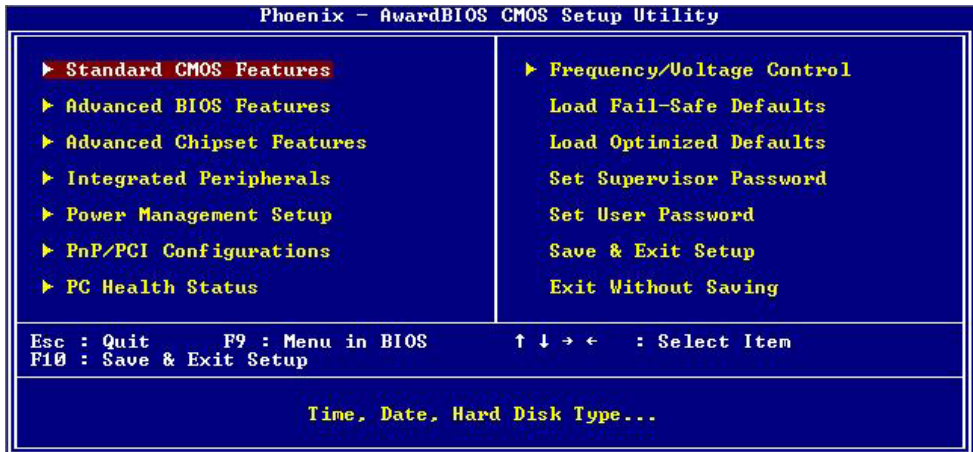 Phoenix - AwardBIOS CMOS Setup Utility
Standard CMOS Features
Advanced BIOS Features
Advanced Chipset Features
Integrated Peripherals
Power Management Setup
PnP/PCI Configurations
PC Health Status
Frequency/Voltage Control
Load Fail-Safe Defaults
Load Optimized Defaults
Set Supervisor Password
Set User Password
Save & Exit Setup
Exit Without Saving
Esc : Quit F9 : Menu in BIOS ↑ ↓ → ← : Select Item
F10 : Save & Exit Setup
Time, Date, Hard Disk Type...